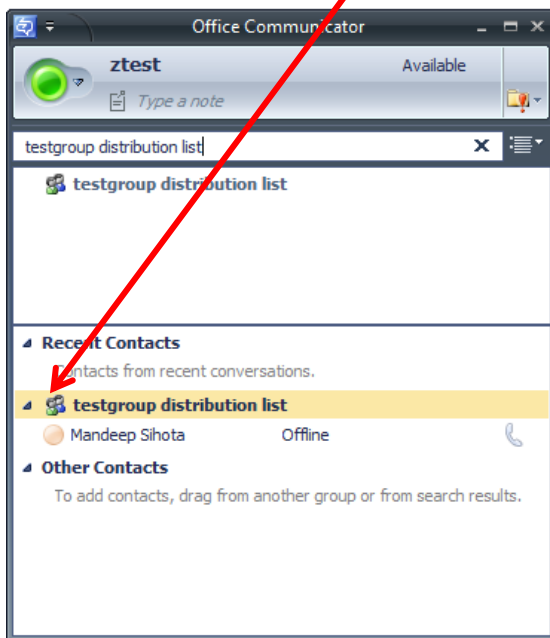 Office Communicator
ztest
Available
Type a note
testgroup distribution list
testgroup distribution list
Recent Contacts
Contacts from recent conversations.
testgroup distribution list
Mandeep Sihota Offline
Other Contacts
To add contacts, drag from another group or from search results.